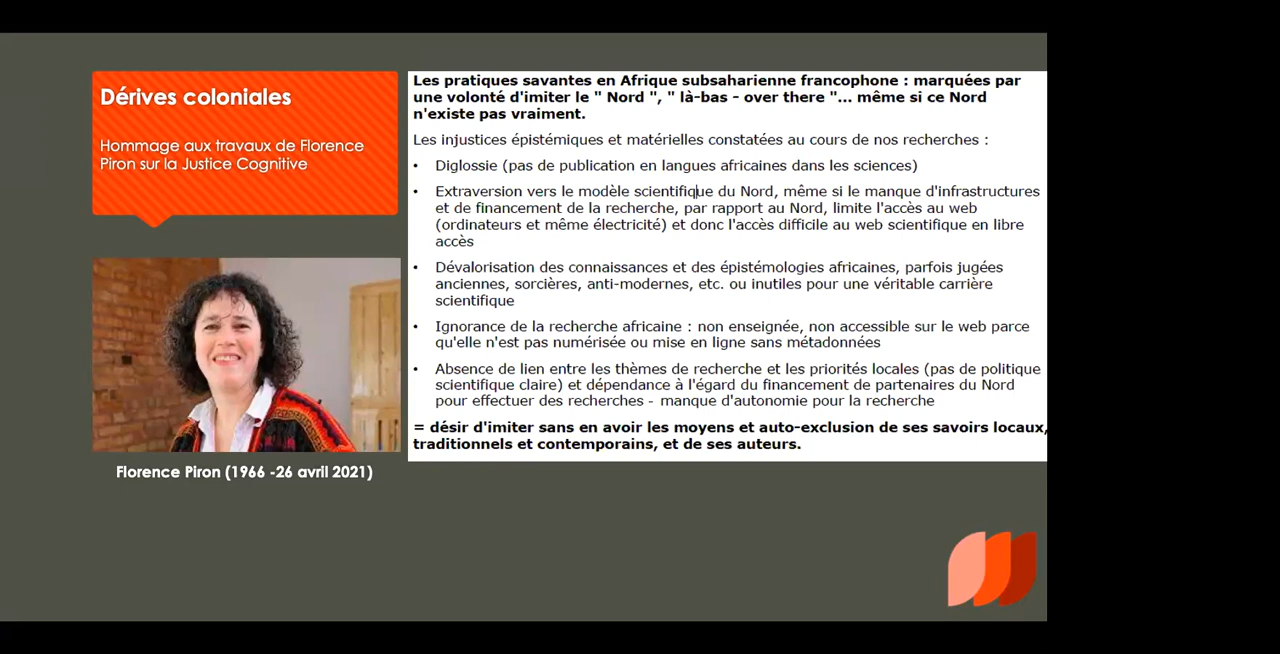 Dérives coloniales
Hommage aux travaux de Florence
Piron sur la Justice Cognitive
Florence Piron (1966 -26 avril 2021)
Les pratiques savantes en Afrique subsaharienne francophone : marquées par
une volonté d'imiter le " Nord ", " là-bas - over there "... même si ce Nord
n'existe pas vraiment.
Les injustices épistémiques et matérielles constatées au cours de nos recherches :
• Diglossie (pas de publication en langues africaines dans les sciences)
• Extraversion vers le modèle scientifique du Nord, même si le manque d'infrastructures
et de financement de la recherche, par rapport au Nord, limite l'accès au web
(ordinateurs et même électricité) et donc l'accès difficile au web scientifique en libre
accès
• Dévalorisation des connaissances et des épistémologies africaines, parfois jugées
anciennes, sorcières, anti-modernes, etc. ou inutiles pour une véritable carrière
scientifique
• Ignorance de la recherche africaine : non enseignée, non accessible sur le web parce
qu'elle n'est pas numérisée ou mise en ligne sans métadonnées
• Absence de lien entre les thèmes de recherche et les priorités locales (pas de politique
scientifique claire) et dépendance à l'égard du financement de partenaires du Nord
pour effectuer des recherches - manque d'autonomie pour la recherche
= désir d'imiter sans en avoir les moyens et auto-exclusion de ses savoirs locaux,
traditionnels et contemporains, et de ses auteurs.